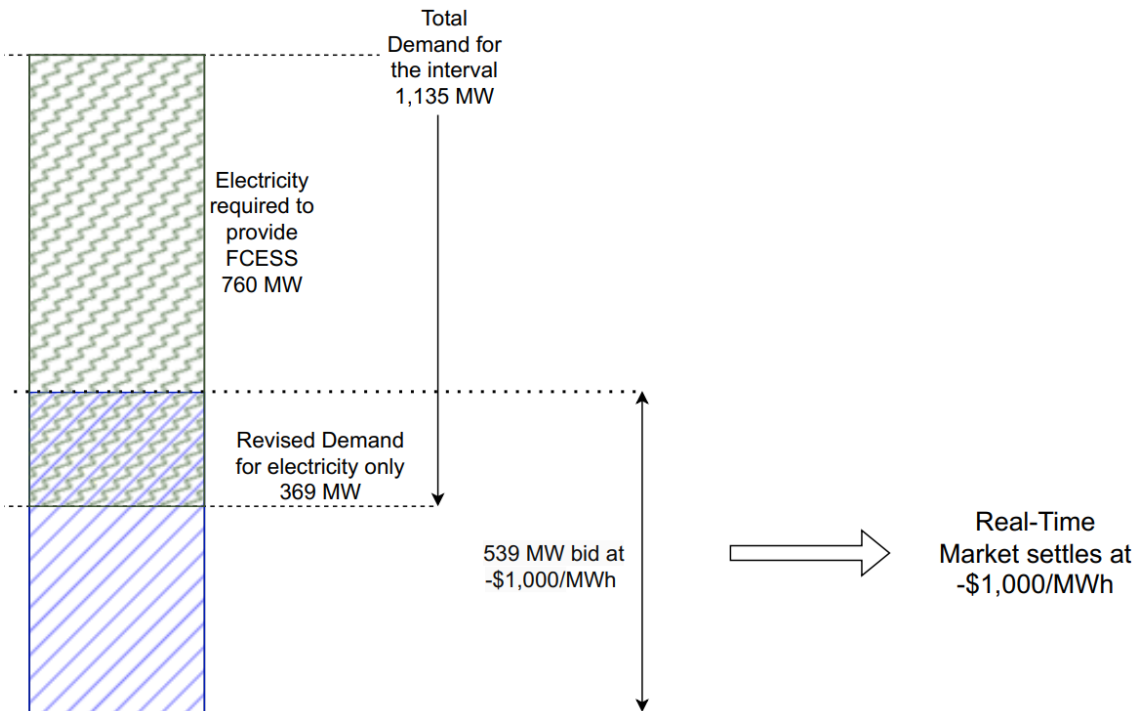 Total
Demand for
the interval
1,135 MW
Electricity
required to
provide
FCESS
760 MW
Revised Demand
for electricity only
369 MW
539 MW bid at
-$1,000/MWh
Real-Time
Market settles at
-$1,000/MWh